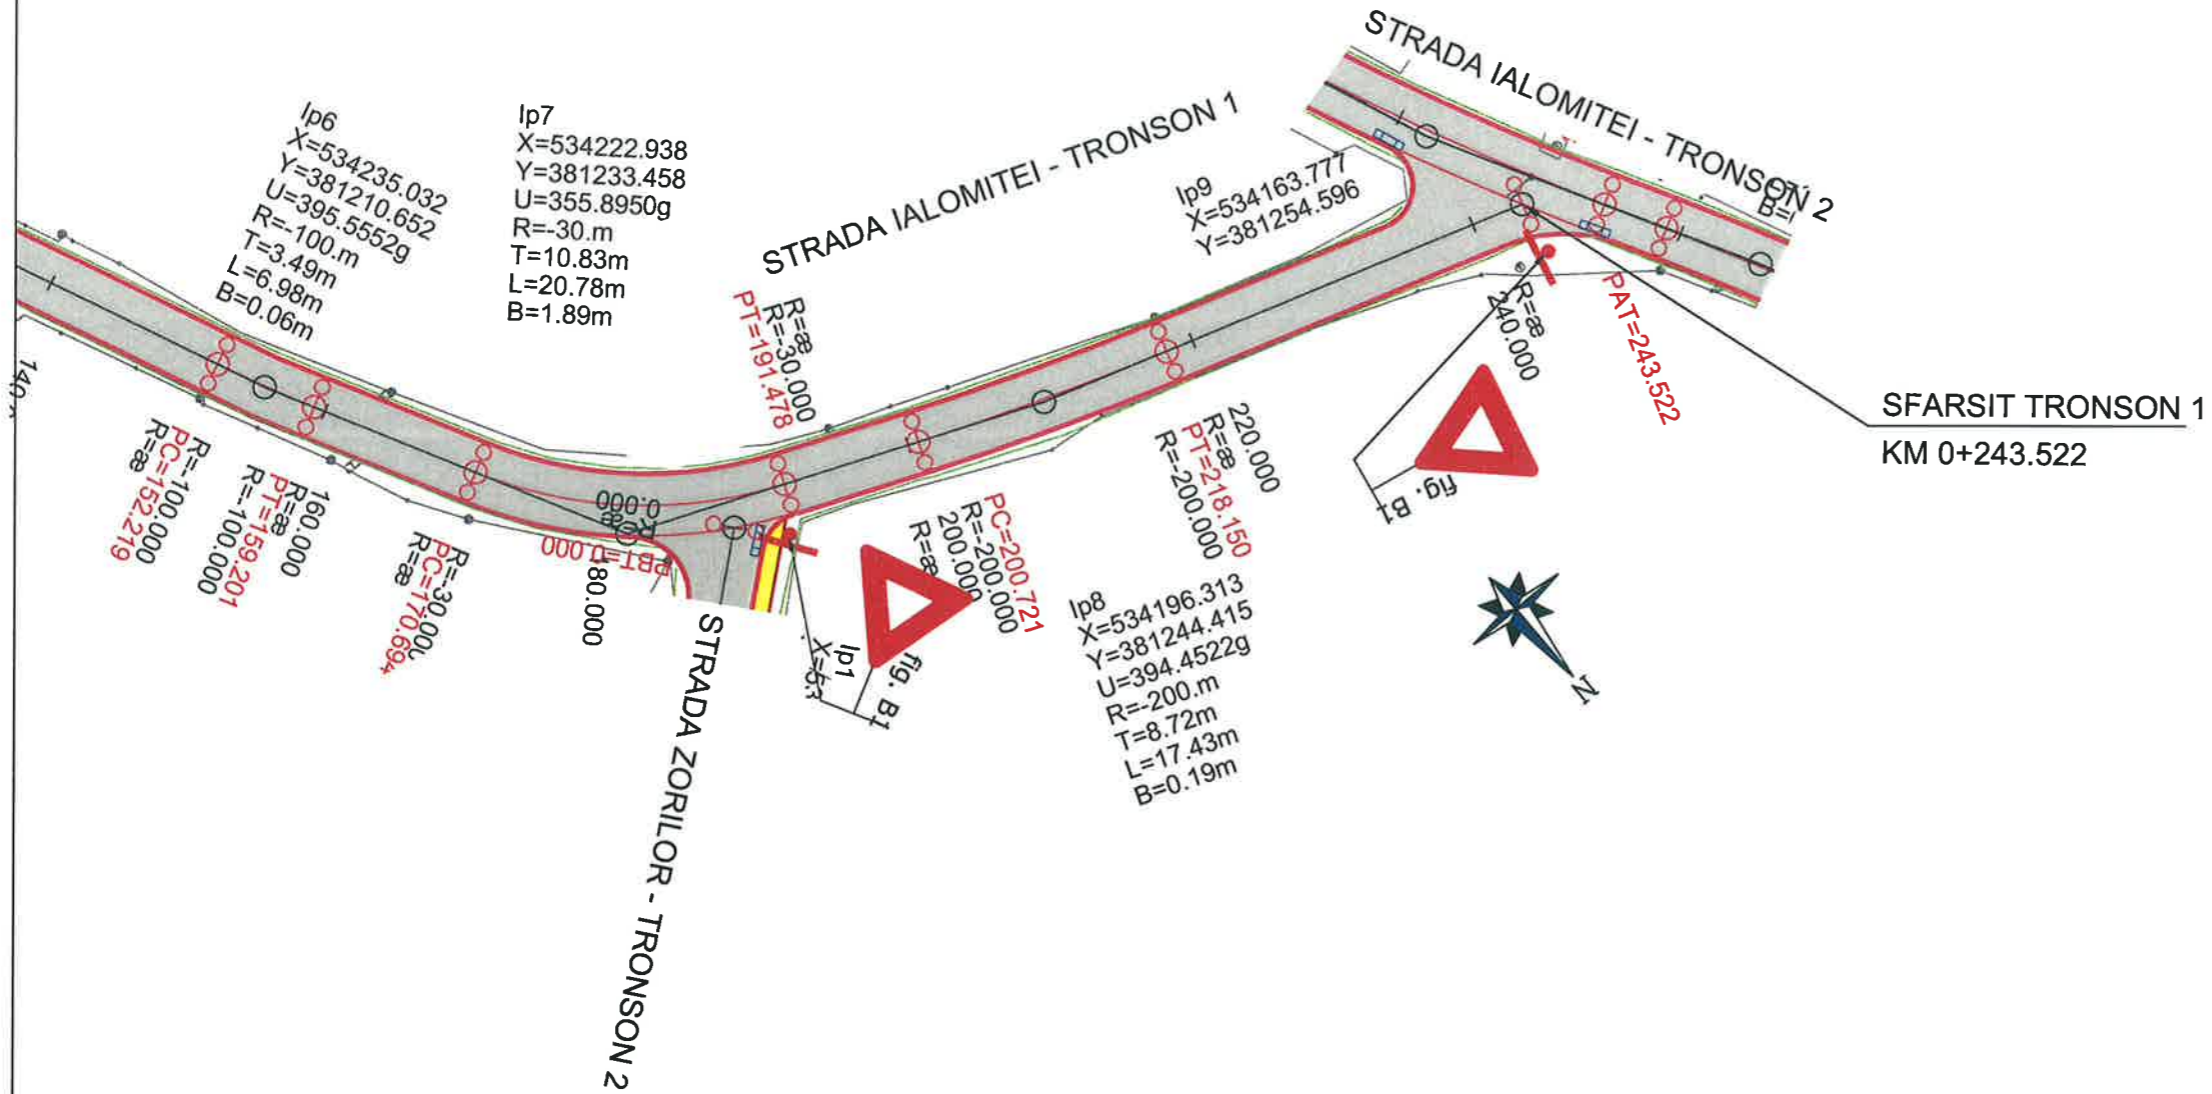 STRADA IALOMITEI - TRONSON 2
B=
Ip6
X=534235.032
Y=381210.652
U=395.5552g
R=-100.m
T=3.49m
L=6.98m
B=0.06m
Ip7
X=534222.938
Y=381233.458
U=355.8950g
R=-30.m
T=10.83m
L=20.78m
B=1.89m
STRADA IALOMITEI - TRONSON 1
Ip9
X=534163.777
Y=381254.596
R=æ
R=-30.000
PT=191.478
R=æ
240.000
PAT=243.522
SFARSIT TRONSON 1
KM 0+243.522
R=-100.000
PC=152.219
R=æ
160.000
R=æ
PT=159.201
R=-100.000
R=-30.000
PC=170.694
R=æ
180.000
0.000
R=æ
PBT=0.000
PC=200.721
R=-200.000
200.000
R=æ
220.000
R=æ
PT=218.150
R=-200.000
fig. B1
fig. B1
Ip1
X=53
Ip8
X=534196.313
Y=381244.415
U=394.4522g
R=-200.m
T=8.72m
L=17.43m
B=0.19m
STRADA ZORILOR - TRONSON 2
N